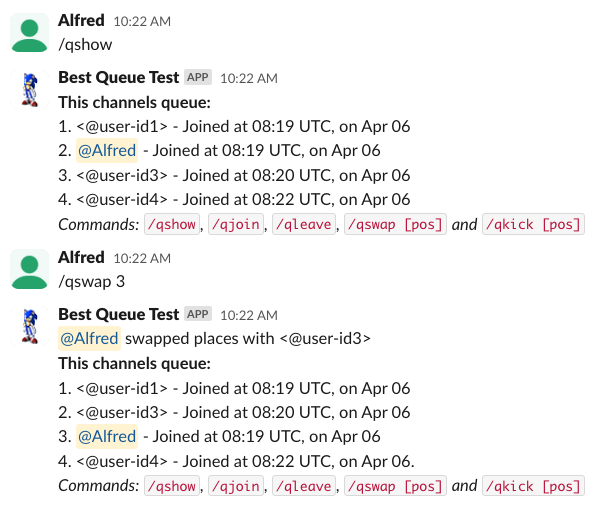 Alfred 10:22 AM
/qshow
Best Queue Test APP 10:22 AM
This channels queue:
1. <@user-id1> - Joined at 08:19 UTC, on Apr 06
2. @Alfred - Joined at 08:19 UTC, on Apr 06
3. <@user-id3> - Joined at 08:20 UTC, on Apr 06
4. <@user-id4> - Joined at 08:22 UTC, on Apr 06
Commands: /qshow, /qjoin, /qleave, /qswap [pos] and /qkick [pos]
Alfred 10:22 AM
/qswap 3
Best Queue Test APP 10:22 AM
@Alfred swapped places with <@user-id3>
This channels queue:
1. <@user-id1> - Joined at 08:19 UTC, on Apr 06
2. <@user-id3> - Joined at 08:20 UTC, on Apr 06
3. @Alfred - Joined at 08:19 UTC, on Apr 06
4. <@user-id4> - Joined at 08:22 UTC, on Apr 06.
Commands: /qshow, /qjoin, /qleave, /qswap [pos] and /qkick [pos]